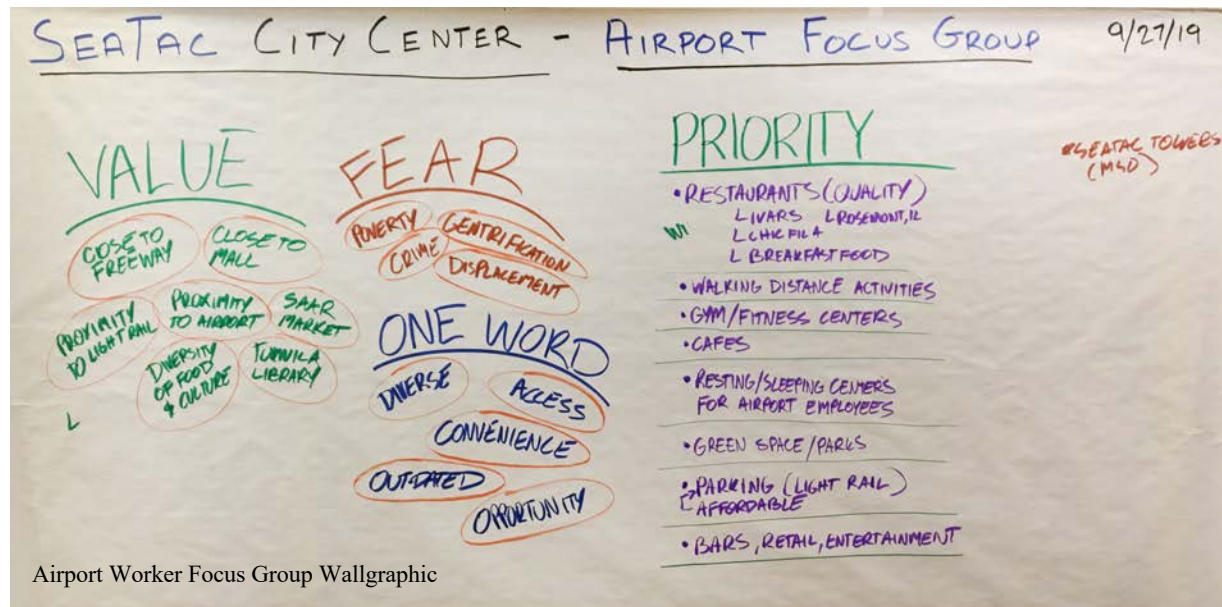 SEATAC CITY CENTER - AIRPORT FOCUS GROUP 9/27/19
VALUE
CLOSE TO
FREEWAY
CLOSE TO
MALL
PROXIMITY
TO LIGHT RAIL
PROXIMITY
TO AIRPORT
SAAR
MARKET
DIVERSITY
OF FOOD
& CULTURE
TUKWILA
LIBRARY
L
FEAR
POVERTY
GENTRIFICATION
CRIME
DISPLACEMENT
ONE WORD
DIVERSE
ACCESS
CONVENIENCE
OUT-DATED
OPPORTUNITY
PRIORITY
• RESTAURANTS (QUALITY)
L IVARS L ROSEMONT, IL
L CHIC FIL A
L BREAKFAST FOOD
• WALKING DISTANCE ACTIVITIES
• GYM/FITNESS CENTERS
• CAFES
• RESTING/SLEEPING CENTERS
FOR AIRPORT EMPLOYEES
• GREEN SPACE/PARKS
• PARKING (LIGHT RAIL)
AFFORDABLE
• BARS, RETAIL, ENTERTAINMENT
SEATAC TOWERS
Airport Worker Focus Group Wallgraphic